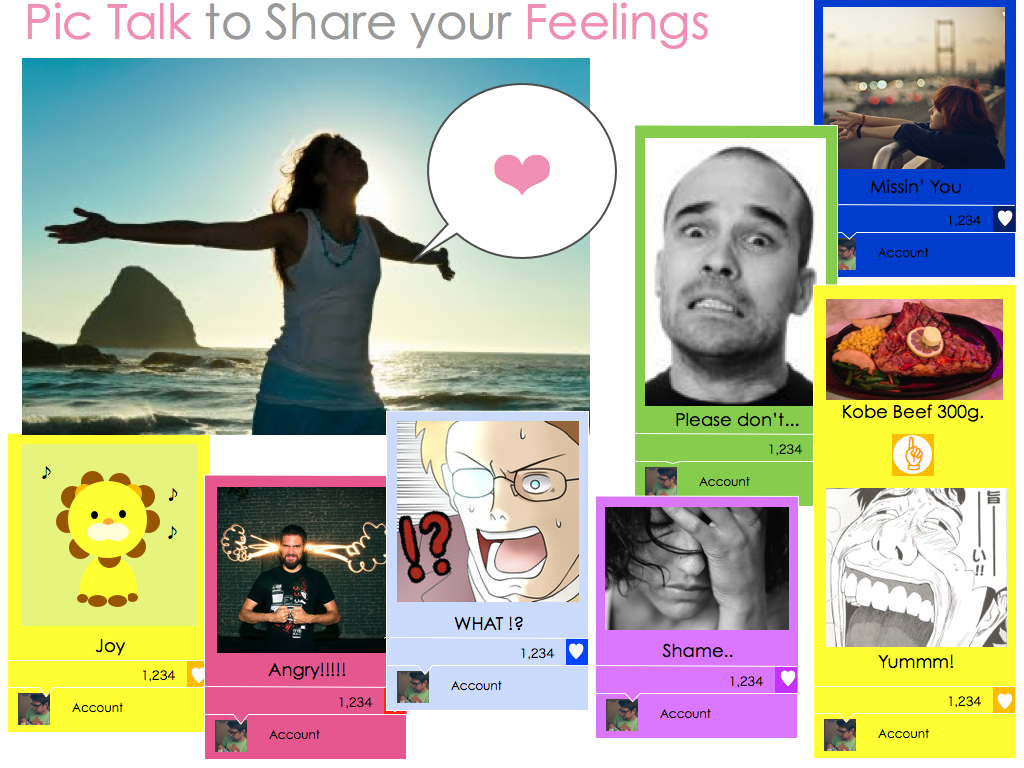 Pic Talk to Share your Feelings
Missin' You
1,234
Account
Please don't...
1,234
Account
Kobe Beef 300g.
旨
——
い
!!
Yummm!
1,234
Account
Joy
1,234
Account
Angry!!!!!
1,234
Account
!?
WHAT !?
1,234
Account
Shame..
1,234
Account